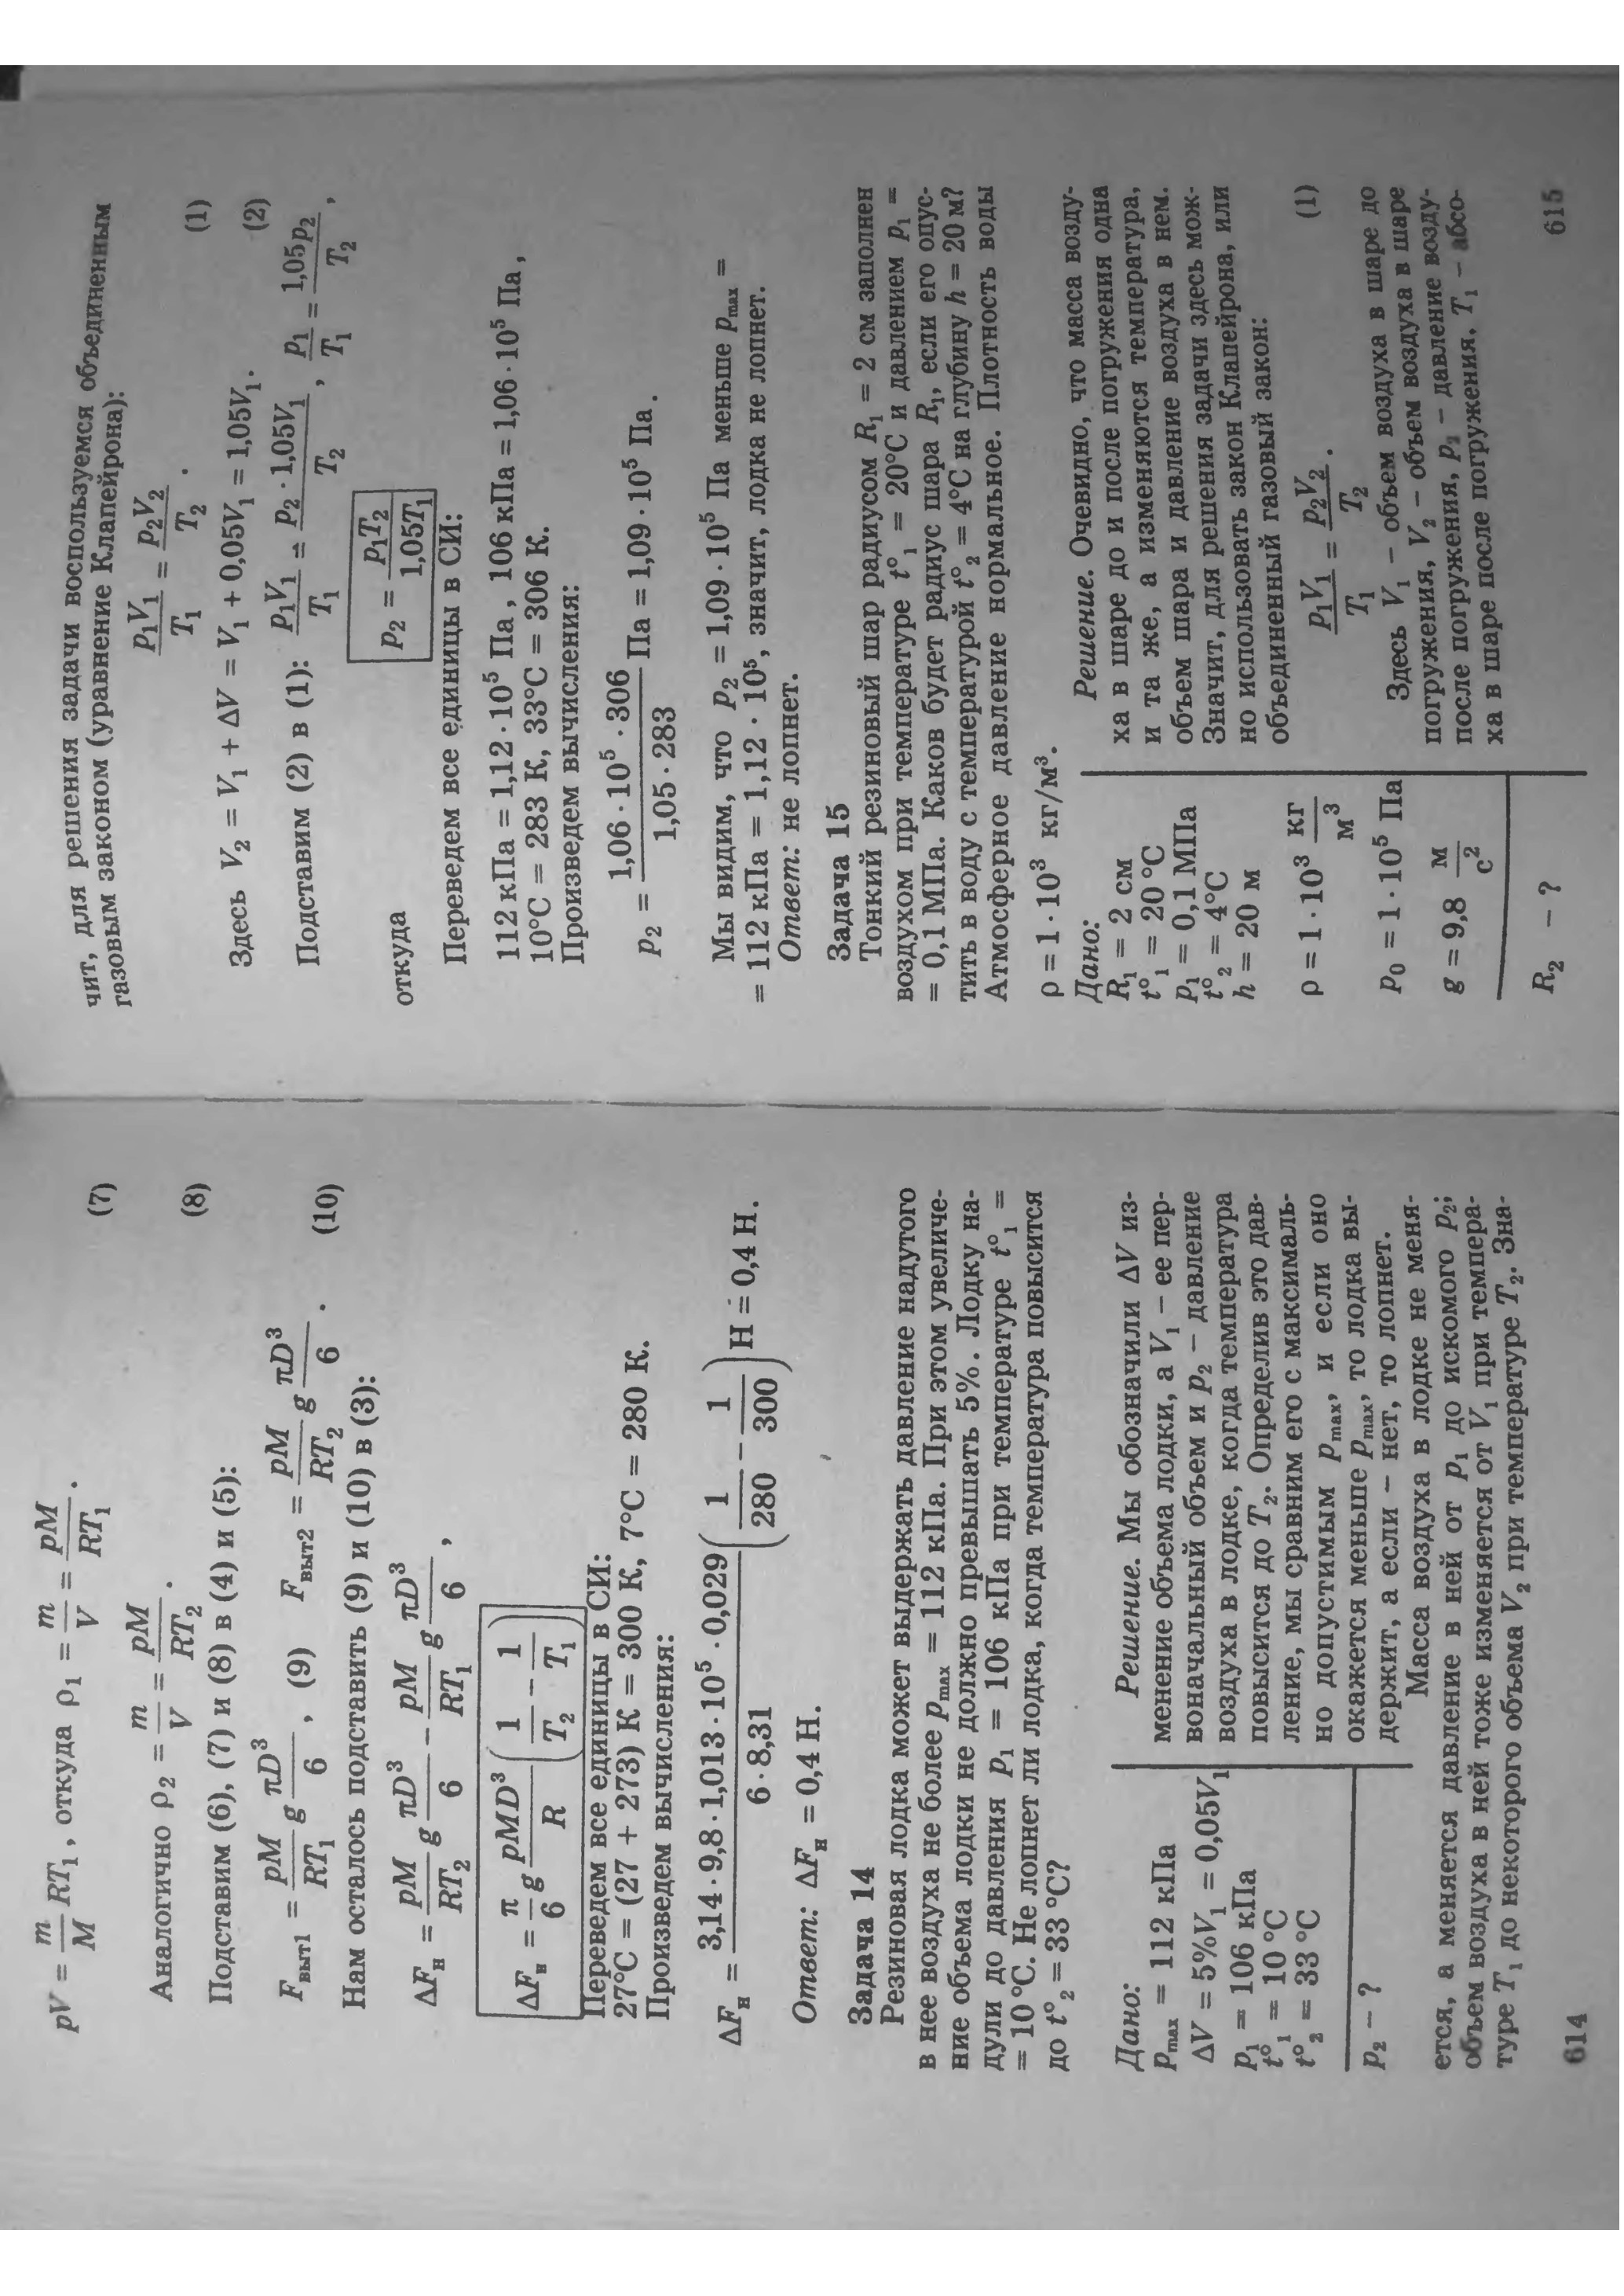 pV = m/M RT₁, откуда ρ₁ = m/V = pM/RT₁. (7)
Аналогично ρ₂ = m/V = pM/RT₂. (8)
Подставим (6), (7) и (8) в (4) и (5):
F выт1 = pM/RT₁ g πD³/6, (9) F выт2 = pM/RT₂ g πD³/6. (10)
Нам осталось подставить (9) и (10) в (3):
ΔFн = pM/RT₂ g πD³/6 − pM/RT₁ g πD³/6,
ΔFн = π/6 g pMD³/R (1/T₂ − 1/T₁)
Переведем все единицы в СИ:
27°C = (27 + 273) К = 300 К, 7°C = 280 К.
Произведем вычисления:
ΔFн = 3,14·9,8·1,013·10⁵·0,029/6·8,31 (1/280 − 1/300) Н = 0,4 Н.
Ответ: ΔFн = 0,4 Н.
Задача 14
Резиновая лодка может выдержать давление надутого
в нее воздуха не более pmax = 112 кПа. При этом увеличе-
ние объема лодки не должно превышать 5%. Лодку на-
дули до давления p₁ = 106 кПа при температуре t°₁ =
= 10 °C. Не лопнет ли лодка, когда температура повысится
до t°₂ = 33 °C?
Дано:
pmax = 112 кПа
ΔV = 5%V₁ = 0,05V₁
p₁ = 106 кПа
t°₁ = 10 °C
t°₂ = 33 °C
p₂ – ?
Решение. Мы обозначили ΔV из-
менение объема лодки, а V₁ – ее пер-
воначальный объем и p₂ – давление
воздуха в лодке, когда температура
повысится до T₂. Определив это дав-
ление, мы сравним его с максималь-
но допустимым pmax, и если оно
окажется меньше pmax, то лодка вы-
держит, а если – нет, то лопнет.
Масса воздуха в лодке не меня-
ется, а меняется давление в ней от p₁ до искомого p₂;
объем воздуха в ней тоже изменяется от V₁ при темпера-
туре T₁ до некоторого объема V₂ при температуре T₂. Зна-
614
чит, для решения задачи воспользуемся объединенным
газовым законом (уравнение Клапейрона):
p₁V₁/T₁ = p₂V₂/T₂. (1)
Здесь V₂ = V₁ + ΔV = V₁ + 0,05V₁ = 1,05V₁. (2)
Подставим (2) в (1): p₁V₁/T₁ = p₂·1,05V₁/T₂, p₁/T₁ = 1,05p₂/T₂,
откуда p₂ = p₁T₂/1,05T₁
Переведем все единицы в СИ:
112 кПа = 1,12·10⁵ Па, 106 кПа = 1,06·10⁵ Па,
10°C = 283 К, 33°C = 306 К.
Произведем вычисления:
p₂ = 1,06·10⁵·306/1,05·283 Па = 1,09·10⁵ Па.
Мы видим, что p₂ = 1,09·10⁵ Па меньше pmax =
= 112 кПа = 1,12 · 10⁵, значит, лодка не лопнет.
Ответ: не лопнет.
Задача 15
Тонкий резиновый шар радиусом R₁ = 2 см заполнен
воздухом при температуре t°₁ = 20°C и давлением p₁ =
= 0,1 МПа. Каков будет радиус шара R₁, если его опус-
тить в воду с температурой t°₂ = 4°C на глубину h = 20 м?
Атмосферное давление нормальное. Плотность воды
ρ = 1·10³ кг/м³.
Дано:
R₁ = 2 см
t°₁ = 20 °C
p₁ = 0,1 МПа
t°₂ = 4°C
h = 20 м
ρ = 1·10³ кг/м³
p₀ = 1·10⁵ Па
g = 9,8 м/с²
R₂ – ?
Решение. Очевидно, что масса возду-
ха в шаре до и после погружения одна
и та же, а изменяются температура,
объем шара и давление воздуха в нем.
Значит, для решения задачи здесь мож-
но использовать закон Клапейрона, или
объединенный газовый закон:
p₁V₁/T₁ = p₂V₂/T₂. (1)
Здесь V₁ – объем воздуха в шаре до
погружения, V₂ – объем воздуха в шаре
после погружения, p₂ – давление возду-
ха в шаре после погружения. T₁ – абсо-
615